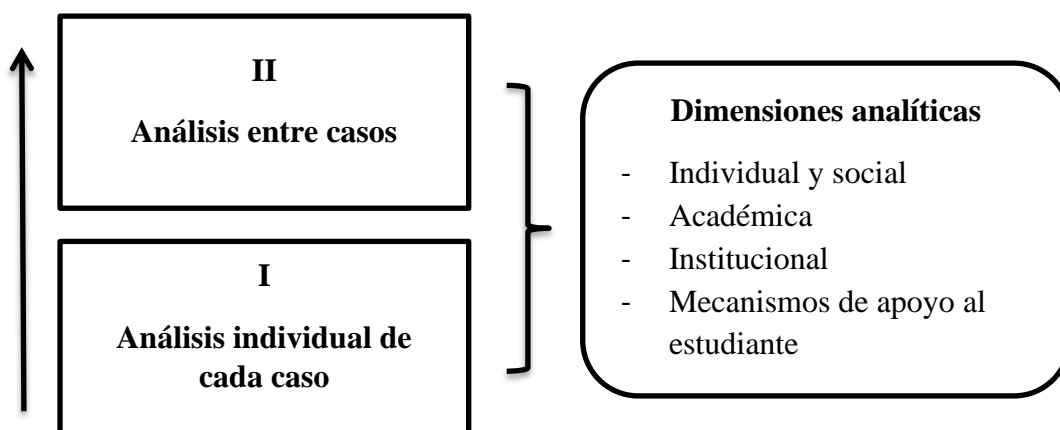 II
Análisis entre casos
I
Análisis individual de
cada caso
Dimensiones analíticas
- Individual y social
- Académica
- Institucional
- Mecanismos de apoyo al
estudiante